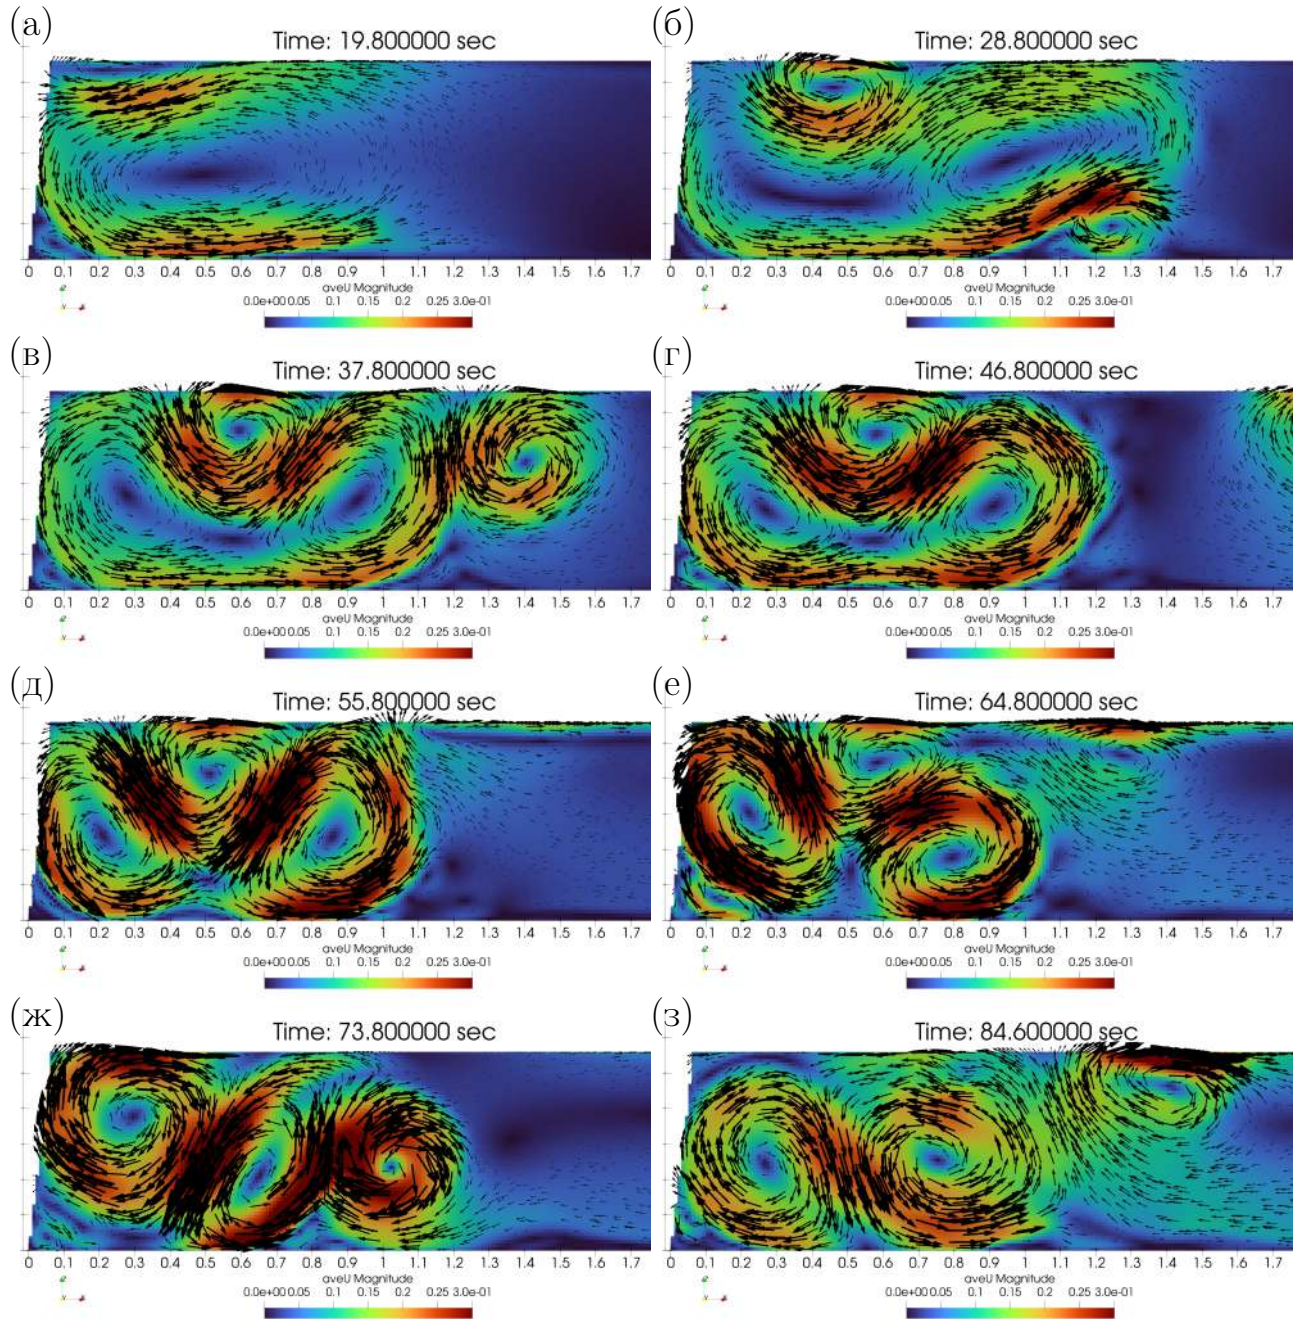 (а)
Time: 19.800000 sec
0 0.1 0.2 0.3 0.4 0.5 0.6 0.7 0.8 0.9 1 1.1 1.2 1.3 1.4 1.5 1.6 1.7
aveU Magnitude
0.0e+00 0.05 0.1 0.15 0.2 0.25 3.0e-01
(б)
Time: 28.800000 sec
0 0.1 0.2 0.3 0.4 0.5 0.6 0.7 0.8 0.9 1 1.1 1.2 1.3 1.4 1.5 1.6 1.7
aveU Magnitude
0.0e+00 0.05 0.1 0.15 0.2 0.25 3.0e-01
(в)
Time: 37.800000 sec
0 0.1 0.2 0.3 0.4 0.5 0.6 0.7 0.8 0.9 1 1.1 1.2 1.3 1.4 1.5 1.6 1.7
aveU Magnitude
0.0e+00 0.05 0.1 0.15 0.2 0.25 3.0e-01
(г)
Time: 46.800000 sec
0 0.1 0.2 0.3 0.4 0.5 0.6 0.7 0.8 0.9 1 1.1 1.2 1.3 1.4 1.5 1.6 1.7
aveU Magnitude
0.0e+00 0.05 0.1 0.15 0.2 0.25 3.0e-01
(д)
Time: 55.800000 sec
0 0.1 0.2 0.3 0.4 0.5 0.6 0.7 0.8 0.9 1 1.1 1.2 1.3 1.4 1.5 1.6 1.7
aveU Magnitude
0.0e+00 0.05 0.1 0.15 0.2 0.25 3.0e-01
(е)
Time: 64.800000 sec
0 0.1 0.2 0.3 0.4 0.5 0.6 0.7 0.8 0.9 1 1.1 1.2 1.3 1.4 1.5 1.6 1.7
aveU Magnitude
0.0e+00 0.05 0.1 0.15 0.2 0.25 3.0e-01
(ж)
Time: 73.800000 sec
0 0.1 0.2 0.3 0.4 0.5 0.6 0.7 0.8 0.9 1 1.1 1.2 1.3 1.4 1.5 1.6 1.7
aveU Magnitude
0.0e+00 0.05 0.1 0.15 0.2 0.25 3.0e-01
(з)
Time: 84.600000 sec
0 0.1 0.2 0.3 0.4 0.5 0.6 0.7 0.8 0.9 1 1.1 1.2 1.3 1.4 1.5 1.6 1.7
aveU Magnitude
0.0e+00 0.05 0.1 0.15 0.2 0.25 3.0e-01